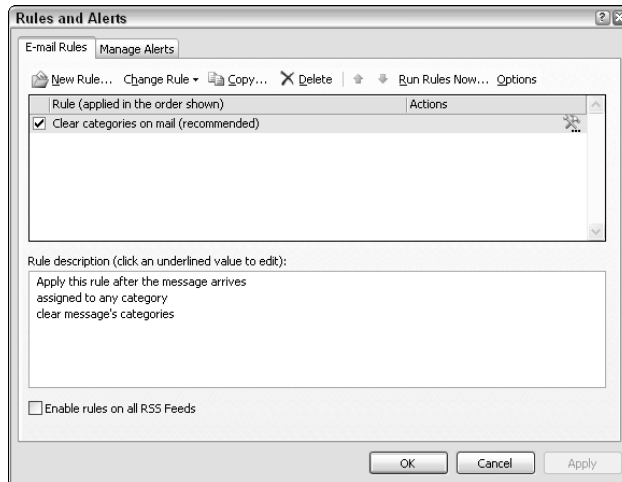 Rules and Alerts
E-mail Rules Manage Alerts
New Rule... Change Rule Copy... Delete Run Rules Now... Options
Rule (applied in the order shown) Actions
Clear categories on mail (recommended)
Rule description (click an underlined value to edit):
Apply this rule after the message arrives
assigned to any category
clear message's categories
Enable rules on all RSS Feeds
OK Cancel Apply